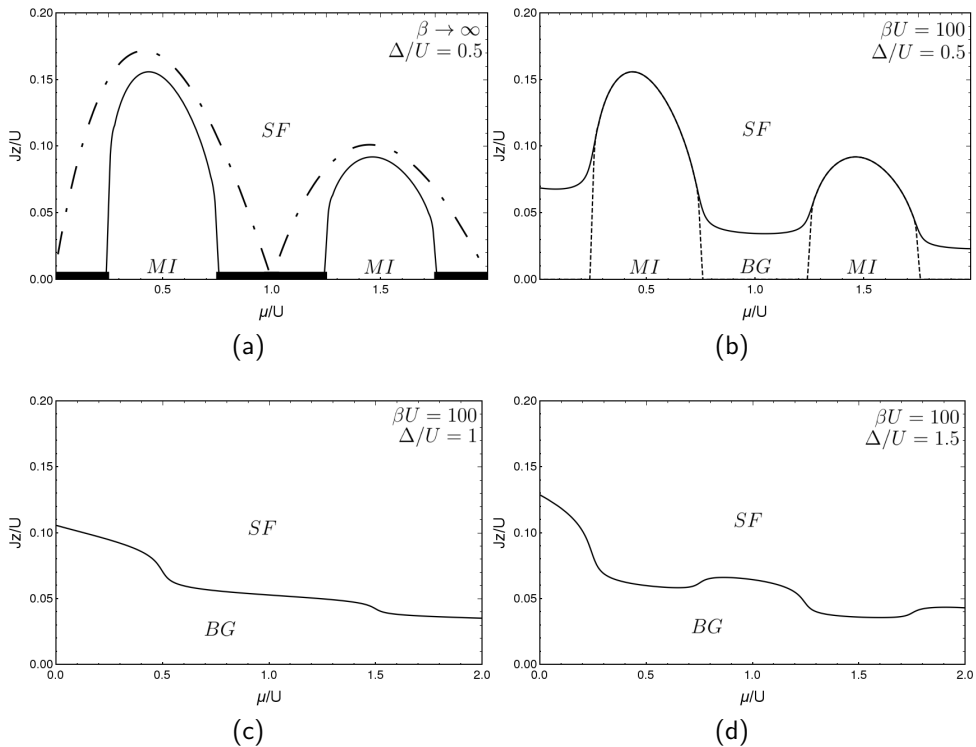 β → ∞
Δ/U = 0.5
0.20
0.15
0.10
0.05
0.00
Jz/U
SF
MI
MI
0.5
1.0
1.5
μ/U
(a)
βU = 100
Δ/U = 0.5
0.20
0.15
0.10
0.05
0.00
Jz/U
SF
MI
BG
MI
0.5
1.0
1.5
μ/U
(b)
βU = 100
Δ/U = 1
0.20
0.15
0.10
0.05
0.00
Jz/U
SF
BG
0.0
0.5
1.0
1.5
2.0
μ/U
(c)
βU = 100
Δ/U = 1.5
0.20
0.15
0.10
0.05
0.00
Jz/U
SF
BG
0.0
0.5
1.0
1.5
2.0
μ/U
(d)